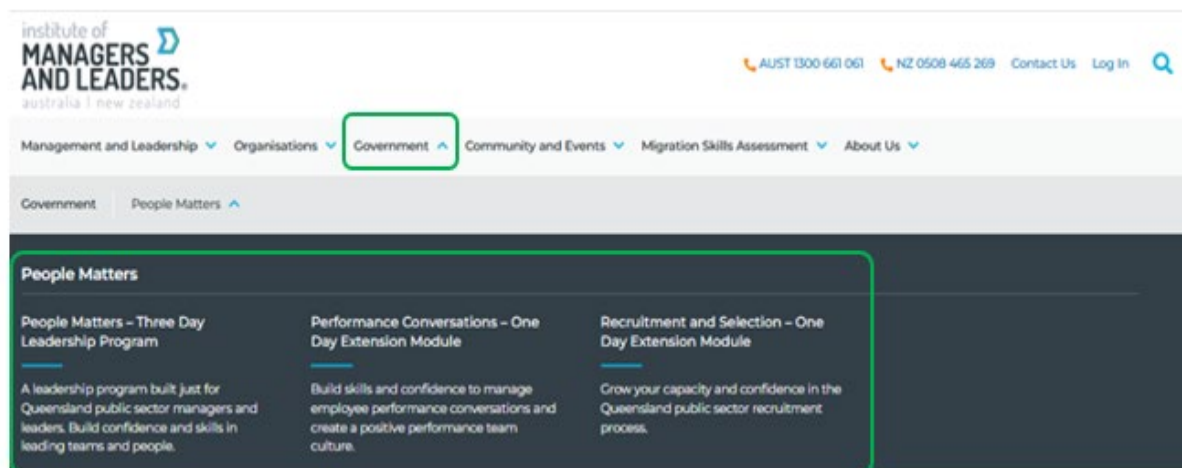 institute of
MANAGERS
AND LEADERS.
australia | new zealand
AUST 1300 661 061 NZ 0508 465 269 Contact Us Log In
Management and Leadership Organisations Government Community and Events Migration Skills Assessment About Us
Government People Matters
People Matters
People Matters – Three Day
Leadership Program
A leadership program built just for
Queensland public sector managers and
leaders. Build confidence and skills in
leading teams and people.
Performance Conversations – One
Day Extension Module
Build skills and confidence to manage
employee performance conversations and
create a positive performance team
culture.
Recruitment and Selection – One
Day Extension Module
Grow your capacity and confidence in the
Queensland public sector recruitment
process.